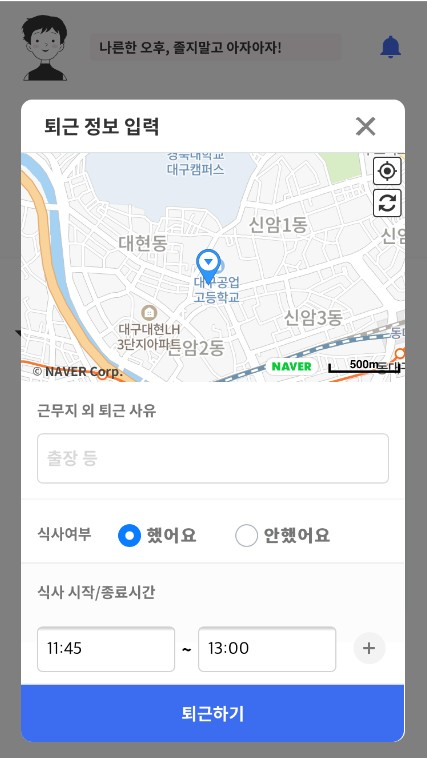 나른한 오후, 졸지말고 아자아자!
퇴근 정보 입력
경북대학교
대구캠퍼스
신암1동
대현동
대구공업
고등학교
대구대현LH
3단지아파트
신암2동
신암3동
© NAVER Corp.
NAVER
500m
근무지 외 퇴근 사유
출장 등
식사여부
했어요
안했어요
식사 시작/종료시간
11:45 ~ 13:00 +
퇴근하기